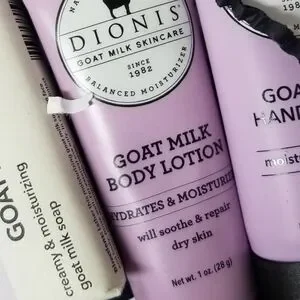 DIONIS
GOAT MILK SKINCARE
SINCE
1982
BALANCED MOISTURIZER
GOAT MILK
BODY LOTION
HYDRATES & MOISTURIZE
will soothe & repair
dry skin
Net wt. 1 oz. (28 g)
GOA
HAND
moist
GOAT
creamy & moisturizing
goat milk soap